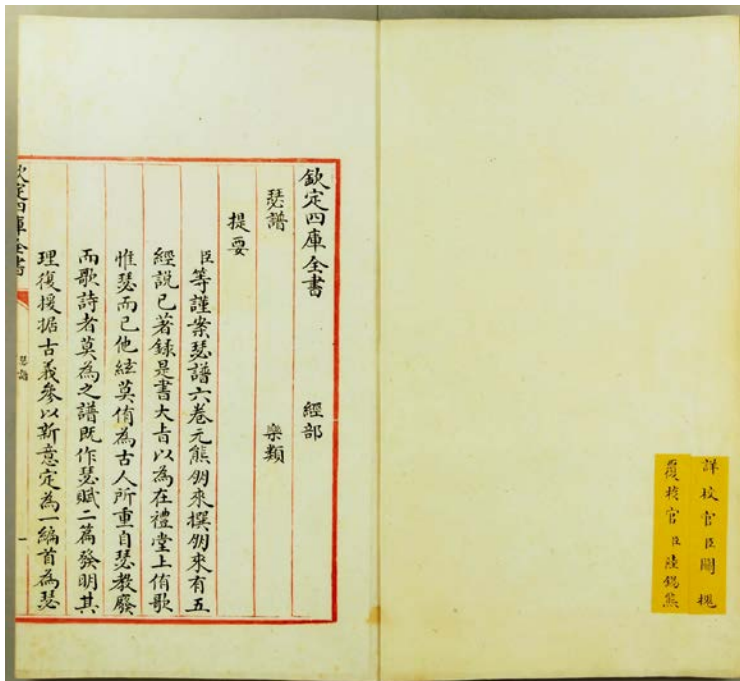 詳校官臣關槐
覆校官臣陸錫熊
欽定四庫全書 經部
瑟譜 樂類
提要
臣等謹案瑟譜六卷元熊朋來撰朋來有五
經說已著錄是書大旨以為在禮堂上侑歌
惟瑟而已他絃莫侑為古人所重自瑟教廢
而歌詩者莫為之譜既作瑟賦二篇發明其
理復援据古義參以新意定為一編首為瑟
欽定四庫全書
瑟譜
一